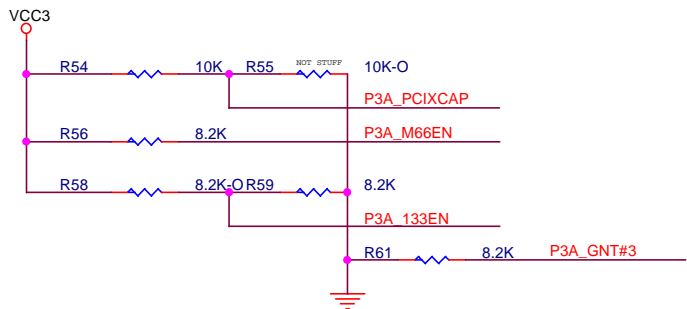 VCC3
R54 10K R55 NOT STUFF 10K-O
P3A_PCIXCAP
R56 8.2K P3A_M66EN
R58 8.2K-O R59 8.2K
P3A_133EN
R61 8.2K P3A_GNT#3